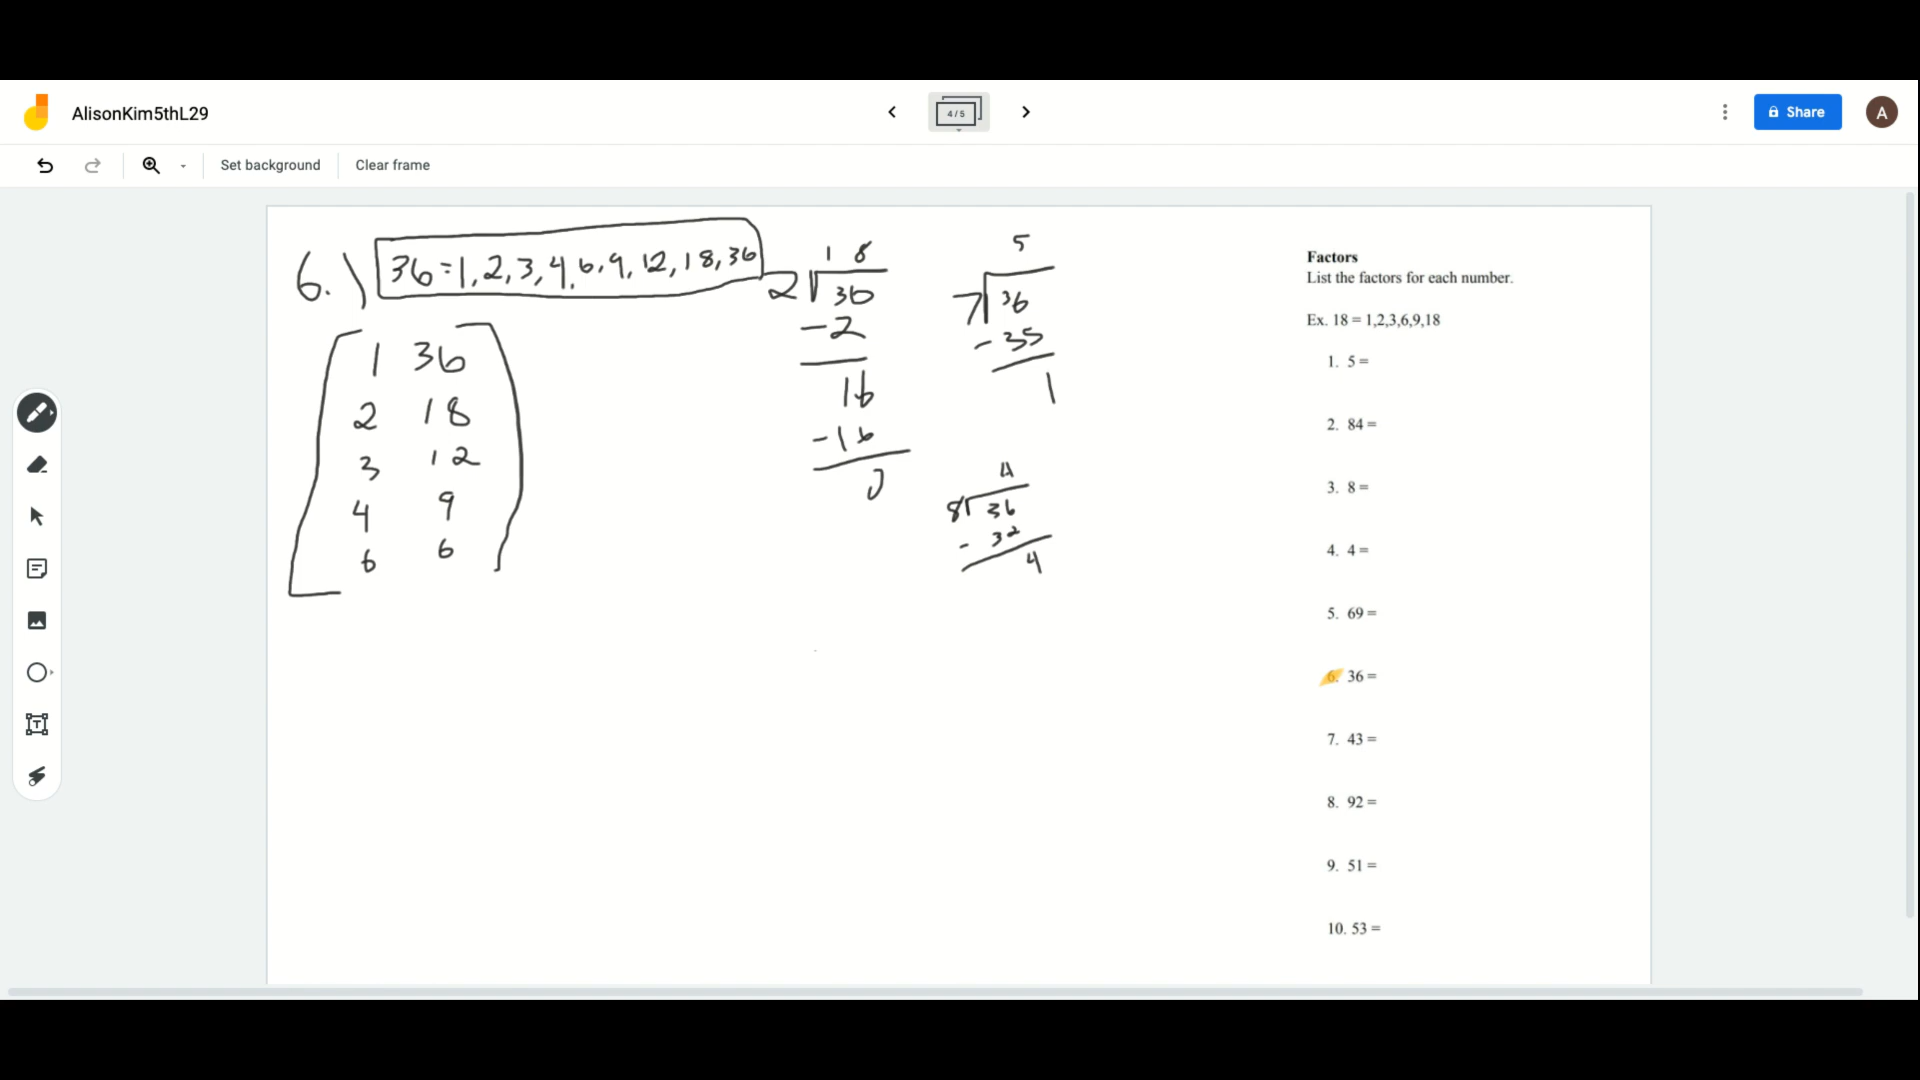 AlisonKim5thL29
4 / 5
Share
A
Set background
Clear frame
6.) 36 = 1, 2, 3, 4, 6, 9, 12, 18, 36
1 36
2 18
3 12
4 9
6 6
1 8
2 36
- 2
16
- 16
0
5
7 36
- 35
1
4
8 36
- 32
4
Factors
List the factors for each number.
Ex. 18 = 1,2,3,6,9,18
1. 5 =
2. 84 =
3. 8 =
4. 4 =
5. 69 =
6. 36 =
7. 43 =
8. 92 =
9. 51 =
10. 53 =